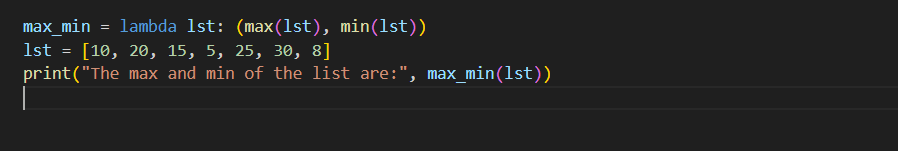 max_min = lambda lst: (max(lst), min(lst))
lst = [10, 20, 15, 5, 25, 30, 8]
print("The max and min of the list are:", max_min(lst))